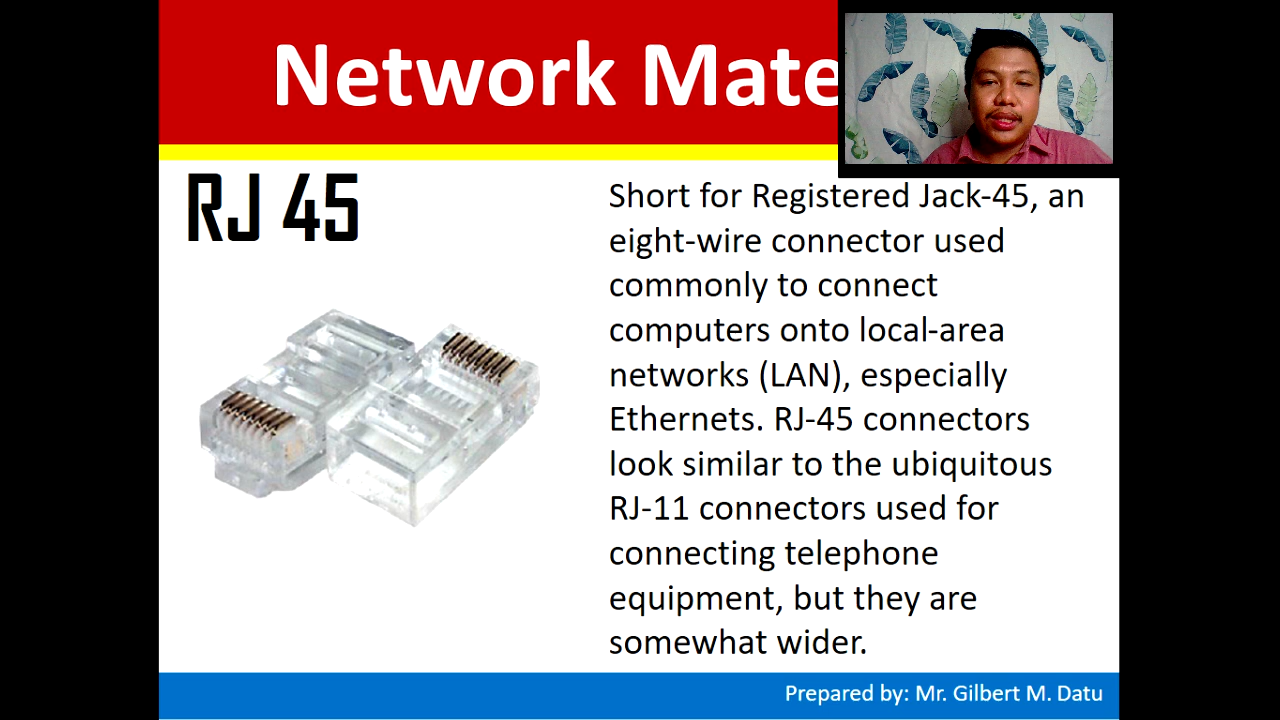 Network Mate
RJ 45
Short for Registered Jack-45, an
eight-wire connector used
commonly to connect
computers onto local-area
networks (LAN), especially
Ethernets. RJ-45 connectors
look similar to the ubiquitous
RJ-11 connectors used for
connecting telephone
equipment, but they are
somewhat wider.
Prepared by: Mr. Gilbert M. Datu